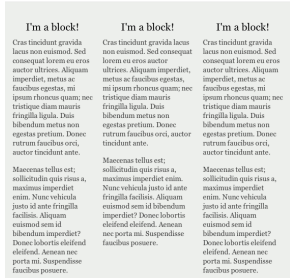 I'm a block!
Cras tincidunt gravida
lacus non euismod. Sed
consequat lorem eu eros
auctor ultrices. Aliquam
imperdiet, metus ac
faucibus egestas, mi
ipsum rhoncus quam; nec
tristique diam mauris
fringilla ligula. Duis
bibendum metus non
egestas pretium. Donec
rutrum faucibus orci, auctor
tincidunt ante.
Maecenas tellus est;
sollicitudin quis risus a,
maximus imperdiet
enim. Nunc vehicula
justo id ante fringilla
facilisis. Aliquam
euismod sem id
bibendum imperdiet?
Donec lobortis eleifend
eleifend. Aenean nec
porta mi. Suspendisse
faucibus posuere.
I'm a block!
Cras tincidunt gravida
lacus non euismod. Sed
consequat lorem eu eros
auctor ultrices. Aliquam
imperdiet, metus ac
faucibus egestas, mi
ipsum rhoncus quam; nec
tristique diam mauris
fringilla ligula. Duis
bibendum metus non
egestas pretium. Donec
rutrum faucibus orci, auctor
tincidunt ante.
Maecenas tellus est;
sollicitudin quis risus a,
maximus imperdiet enim.
Nunc vehicula justo id ante
fringilla facilisis. Aliquam
euismod sem id bibendum
imperdiet? Donec lobortis
eleifend eleifend. Aenean
nec porta mi. Suspendisse
faucibus posuere.
I'm a block!
Cras tincidunt gravida
lacus non euismod. Sed
consequat lorem eu eros
auctor ultrices. Aliquam
imperdiet, metus ac
faucibus egestas, mi
ipsum rhoncus quam; nec
tristique diam mauris
fringilla ligula. Duis
bibendum metus non
egestas pretium. Donec
rutrum faucibus orci,
auctor tincidunt ante.
Maecenas tellus est;
sollicitudin quis risus a,
maximus imperdiet
enim. Nunc vehicula
justo id ante fringilla
facilisis. Aliquam
euismod sem id
bibendum imperdiet?
Donec lobortis eleifend
eleifend. Aenean nec
porta mi. Suspendisse
faucibus posuere.